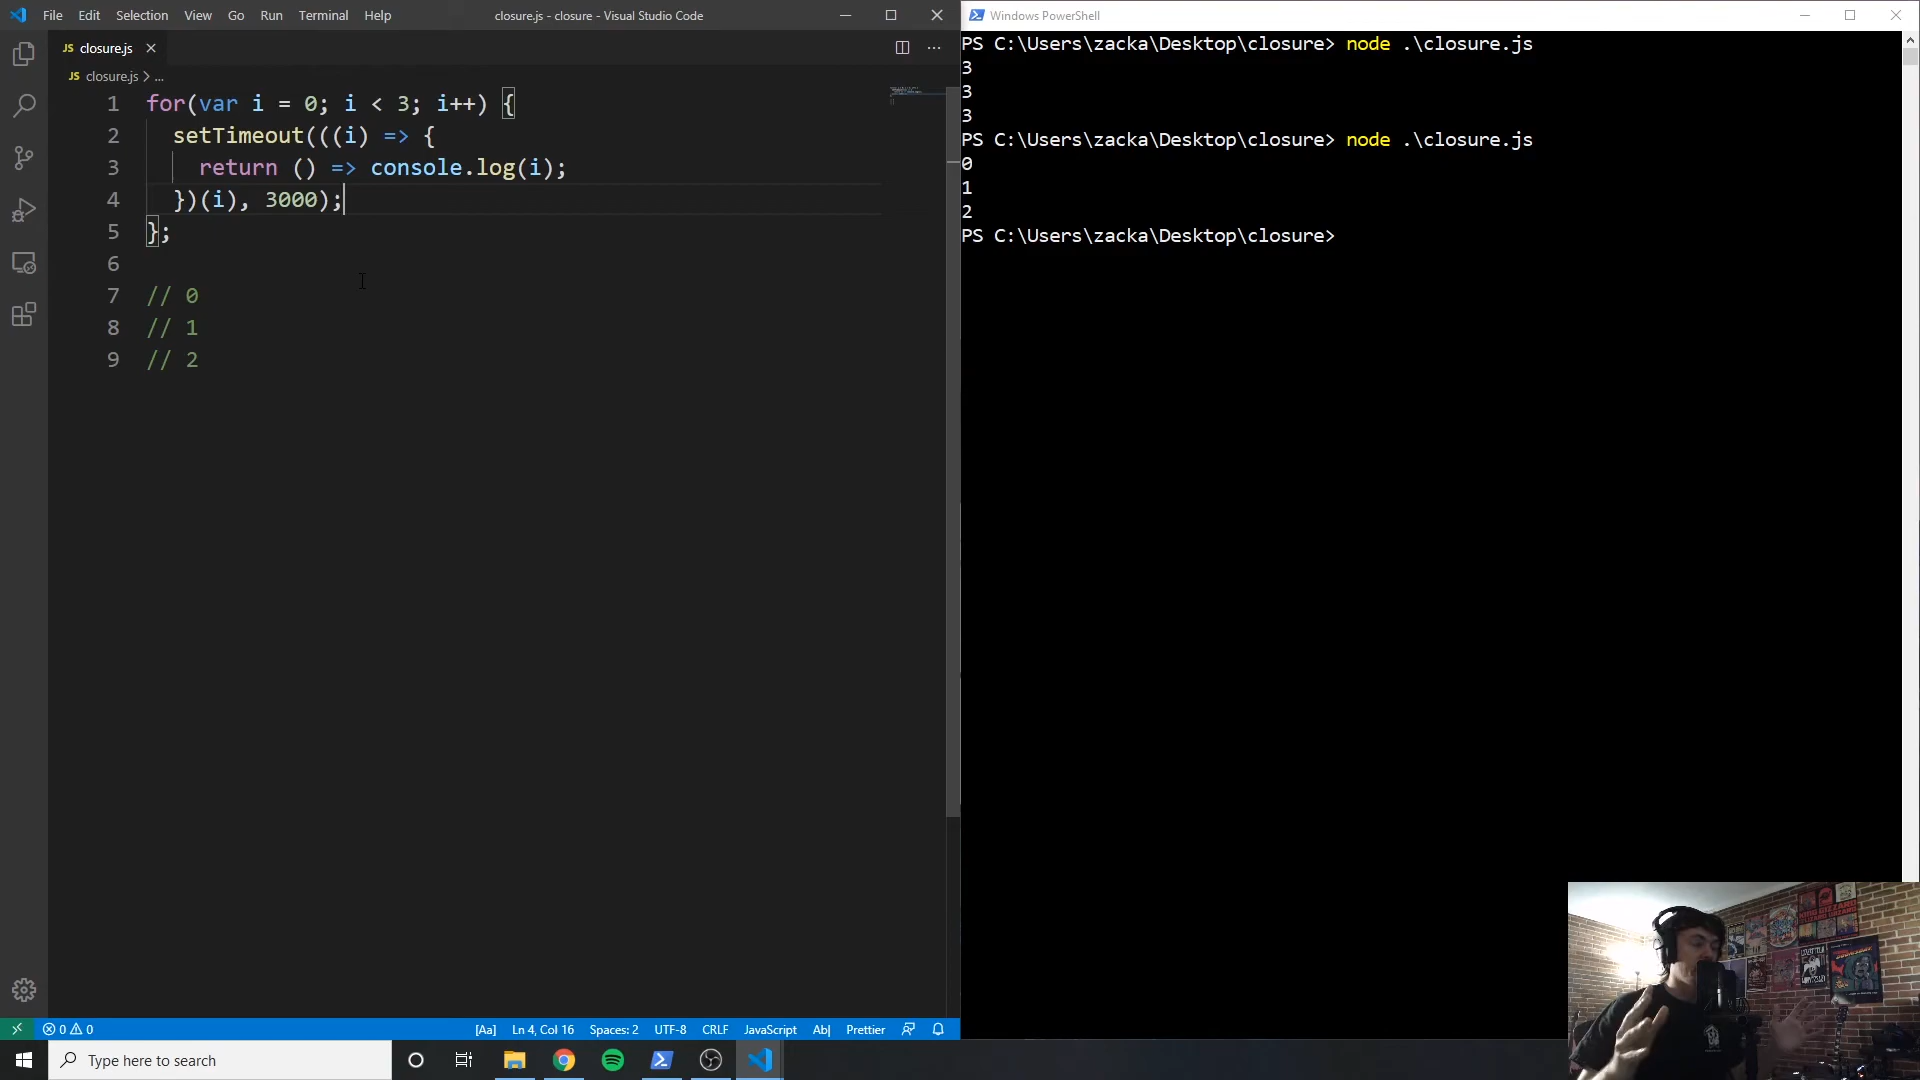 File Edit Selection View Go Run Terminal Help
closure.js - closure - Visual Studio Code
JS closure.js
JS closure.js > ...
1 for(var i = 0; i < 3; i++) {
2 setTimeout(((i) => {
3 return () => console.log(i);
4 })(i), 3000);
5 };
6
7 // 0
8 // 1
9 // 2
0 0 [Aa] Ln 4, Col 16 Spaces: 2 UTF-8 CRLF JavaScript Ab| Prettier
Windows PowerShell
PS C:\Users\zacka\Desktop\closure> node .\closure.js
3
3
3
PS C:\Users\zacka\Desktop\closure> node .\closure.js
0
1
2
PS C:\Users\zacka\Desktop\closure>
Type here to search